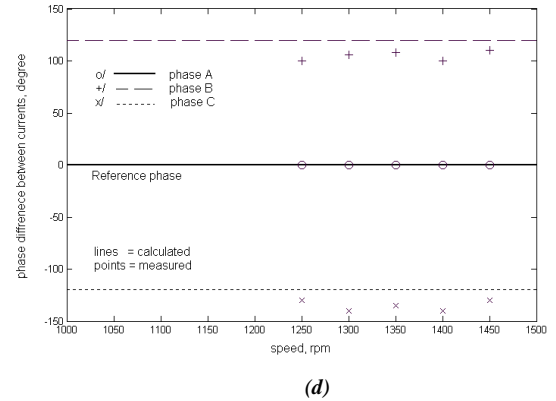 150
100
50
0
-50
-100
-150
phase diffrenece between currents, degree
o/ phase A
+/ phase B
x/ phase C
Reference phase
lines = calculated
points = measured
1000 1050 1100 1150 1200 1250 1300 1350 1400 1450 1500
speed, rpm
(d)